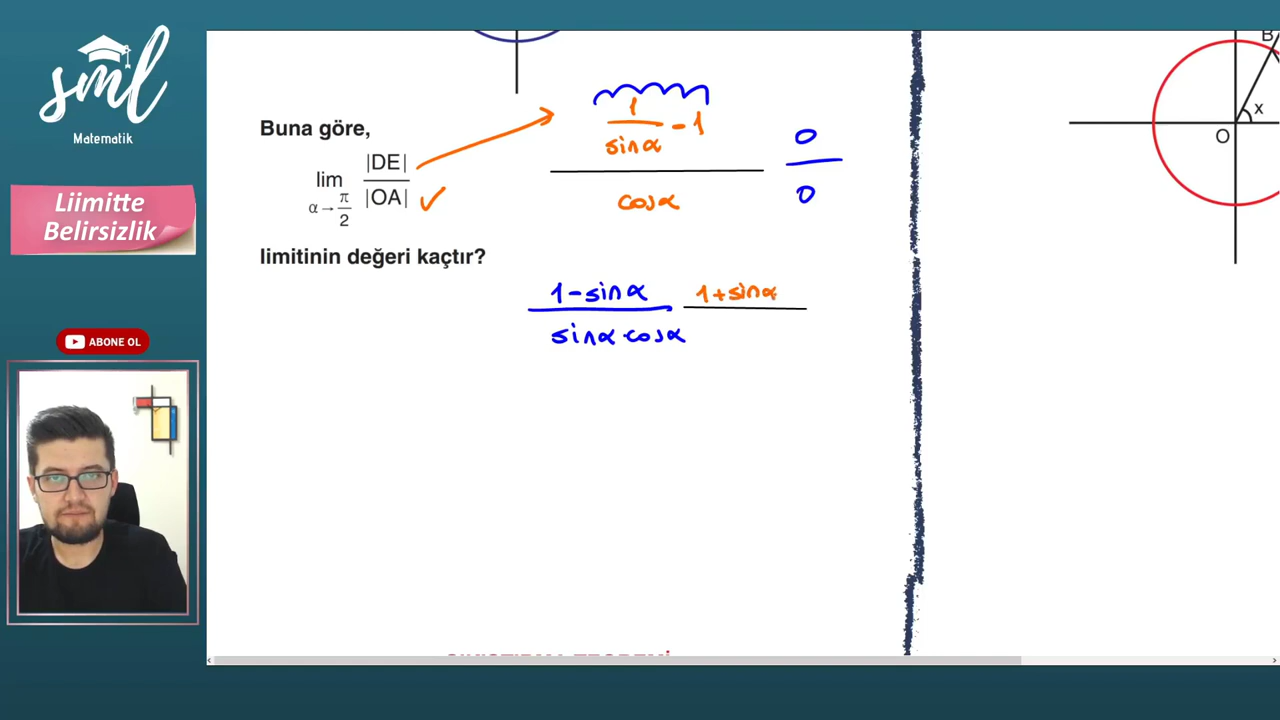 sml
Matematik
Liimitte
Belirsizlik
ABONE OL
Buna göre,
lim α→π/2 |DE|/|OA| ✓
limitinin değeri kaçtır?
1/sinα - 1
cosα
0/0
1-sinα 1+sinα
sinα.cosα
B
x
O